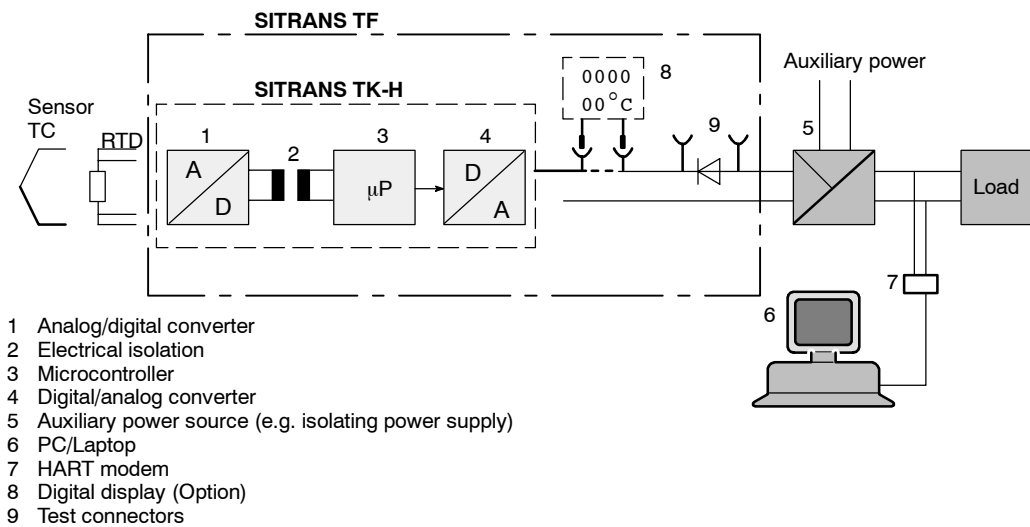 SITRANS TF
SITRANS TK-H
Sensor
TC
RTD
1
A
D
2
3
µP
4
D
A
0000
00°C
8
9
5
Auxiliary power
Load
7
6
1 Analog/digital converter
2 Electrical isolation
3 Microcontroller
4 Digital/analog converter
5 Auxiliary power source (e.g. isolating power supply)
6 PC/Laptop
7 HART modem
8 Digital display (Option)
9 Test connectors